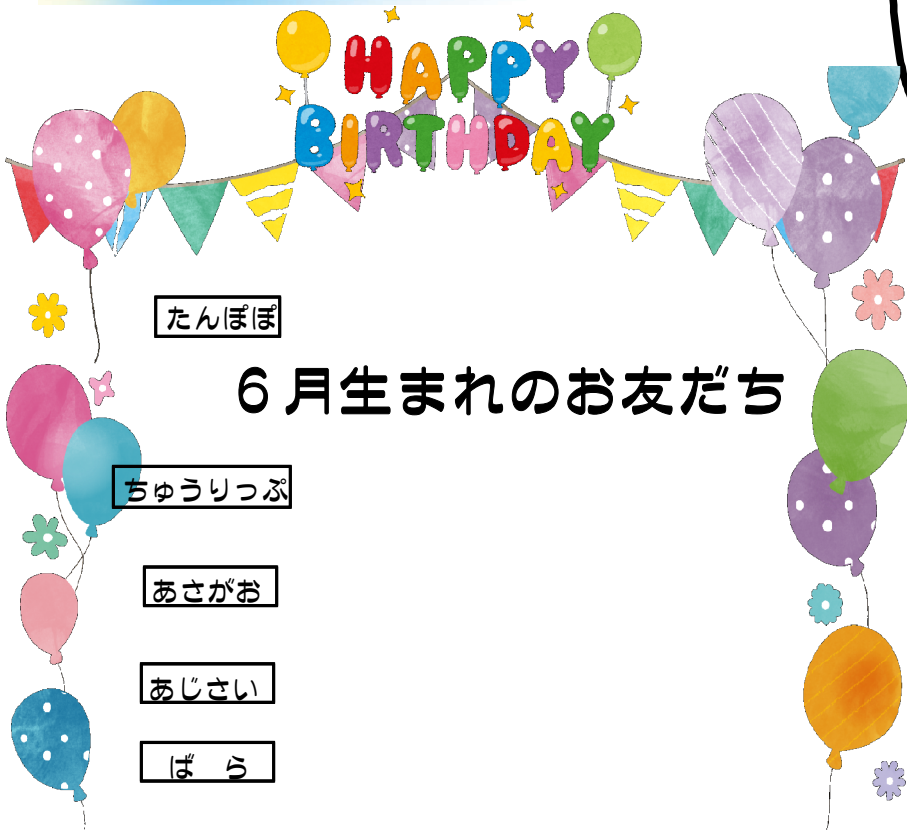 HAPPY
BIRTHDAY
たんぽぽ
6月生まれのお友だち
ちゅうりっぷ
あさがお
あじさい
ば ら